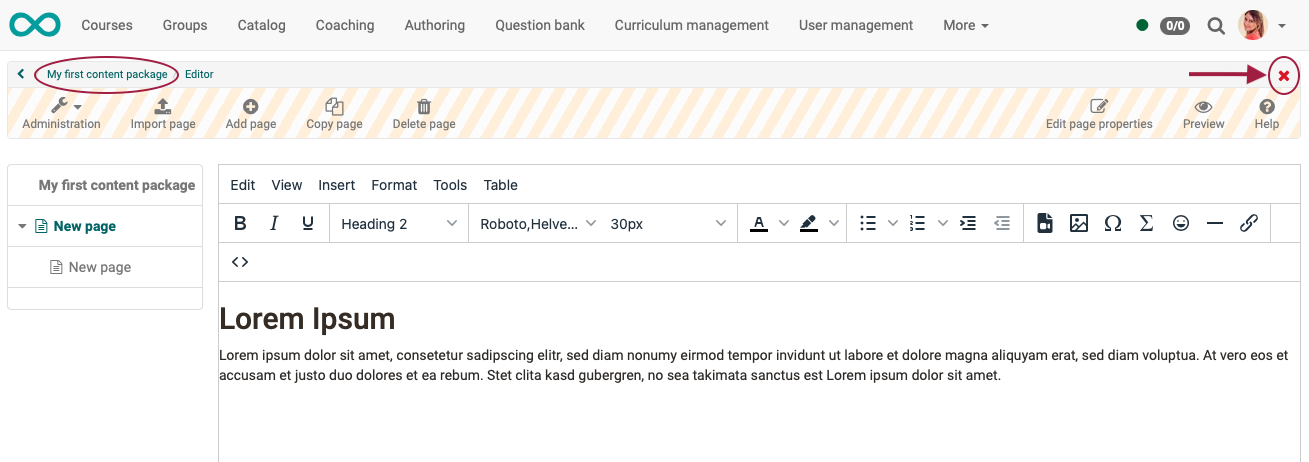 Courses Groups Catalog Coaching Authoring Question bank Curriculum management User management More 0/0
My first content package Editor
Administration Import page Add page Copy page Delete page Edit page properties Preview Help
My first content package
New page
New page
Edit View Insert Format Tools Table
B I U Heading 2 Roboto,Helve... 30px A Ω Σ
<>
Lorem Ipsum
Lorem ipsum dolor sit amet, consetetur sadipscing elitr, sed diam nonumy eirmod tempor invidunt ut labore et dolore magna aliquyam erat, sed diam voluptua. At vero eos et
accusam et justo duo dolores et ea rebum. Stet clita kasd gubergren, no sea takimata sanctus est Lorem ipsum dolor sit amet.